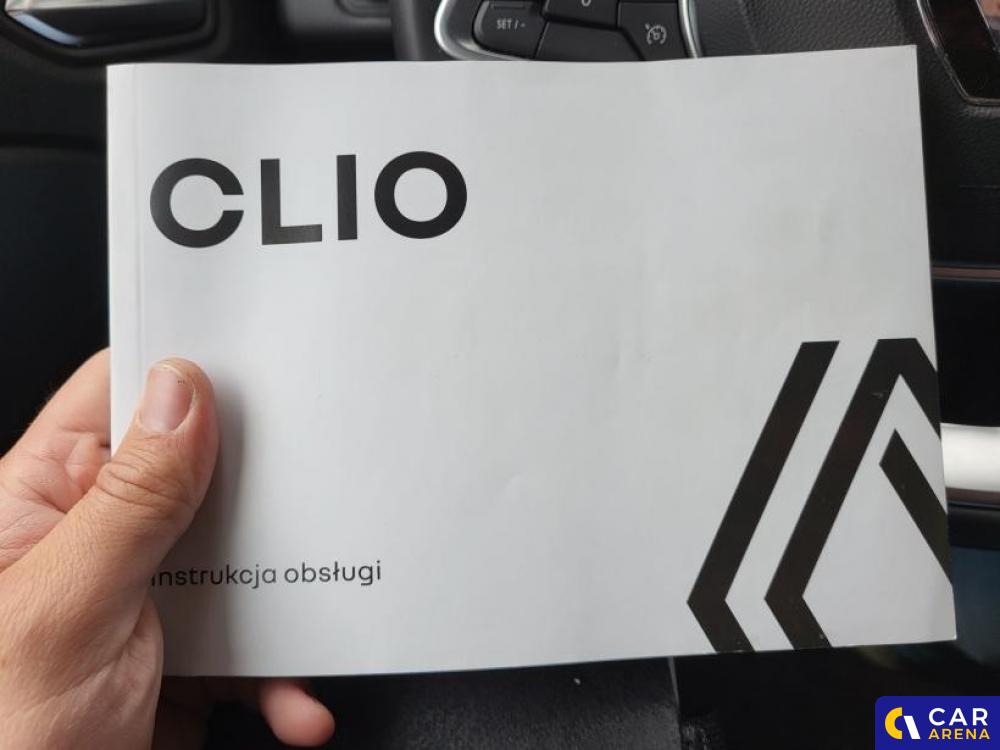 SET / -
CLIO
instrukcja obsługi
CAR
ARENA